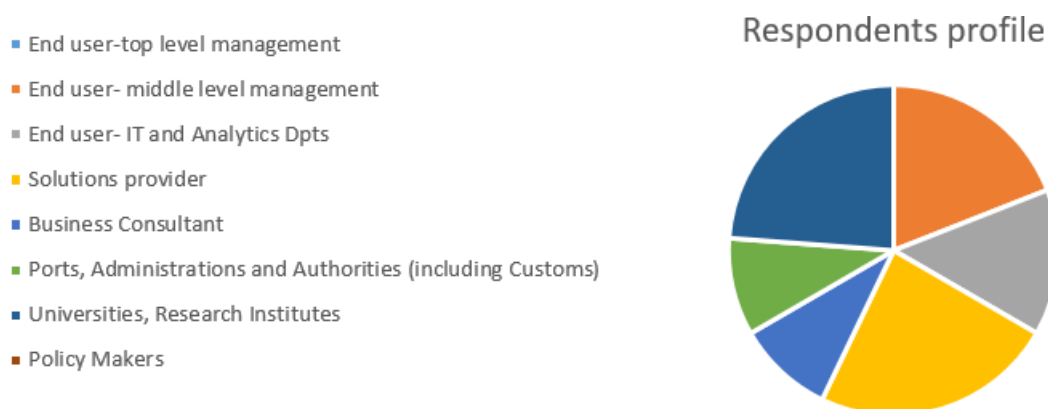 Respondents profile
End user-top level management
End user- middle level management
End user- IT and Analytics Dpts
Solutions provider
Business Consultant
Ports, Administrations and Authorities (including Customs)
Universities, Research Institutes
Policy Makers